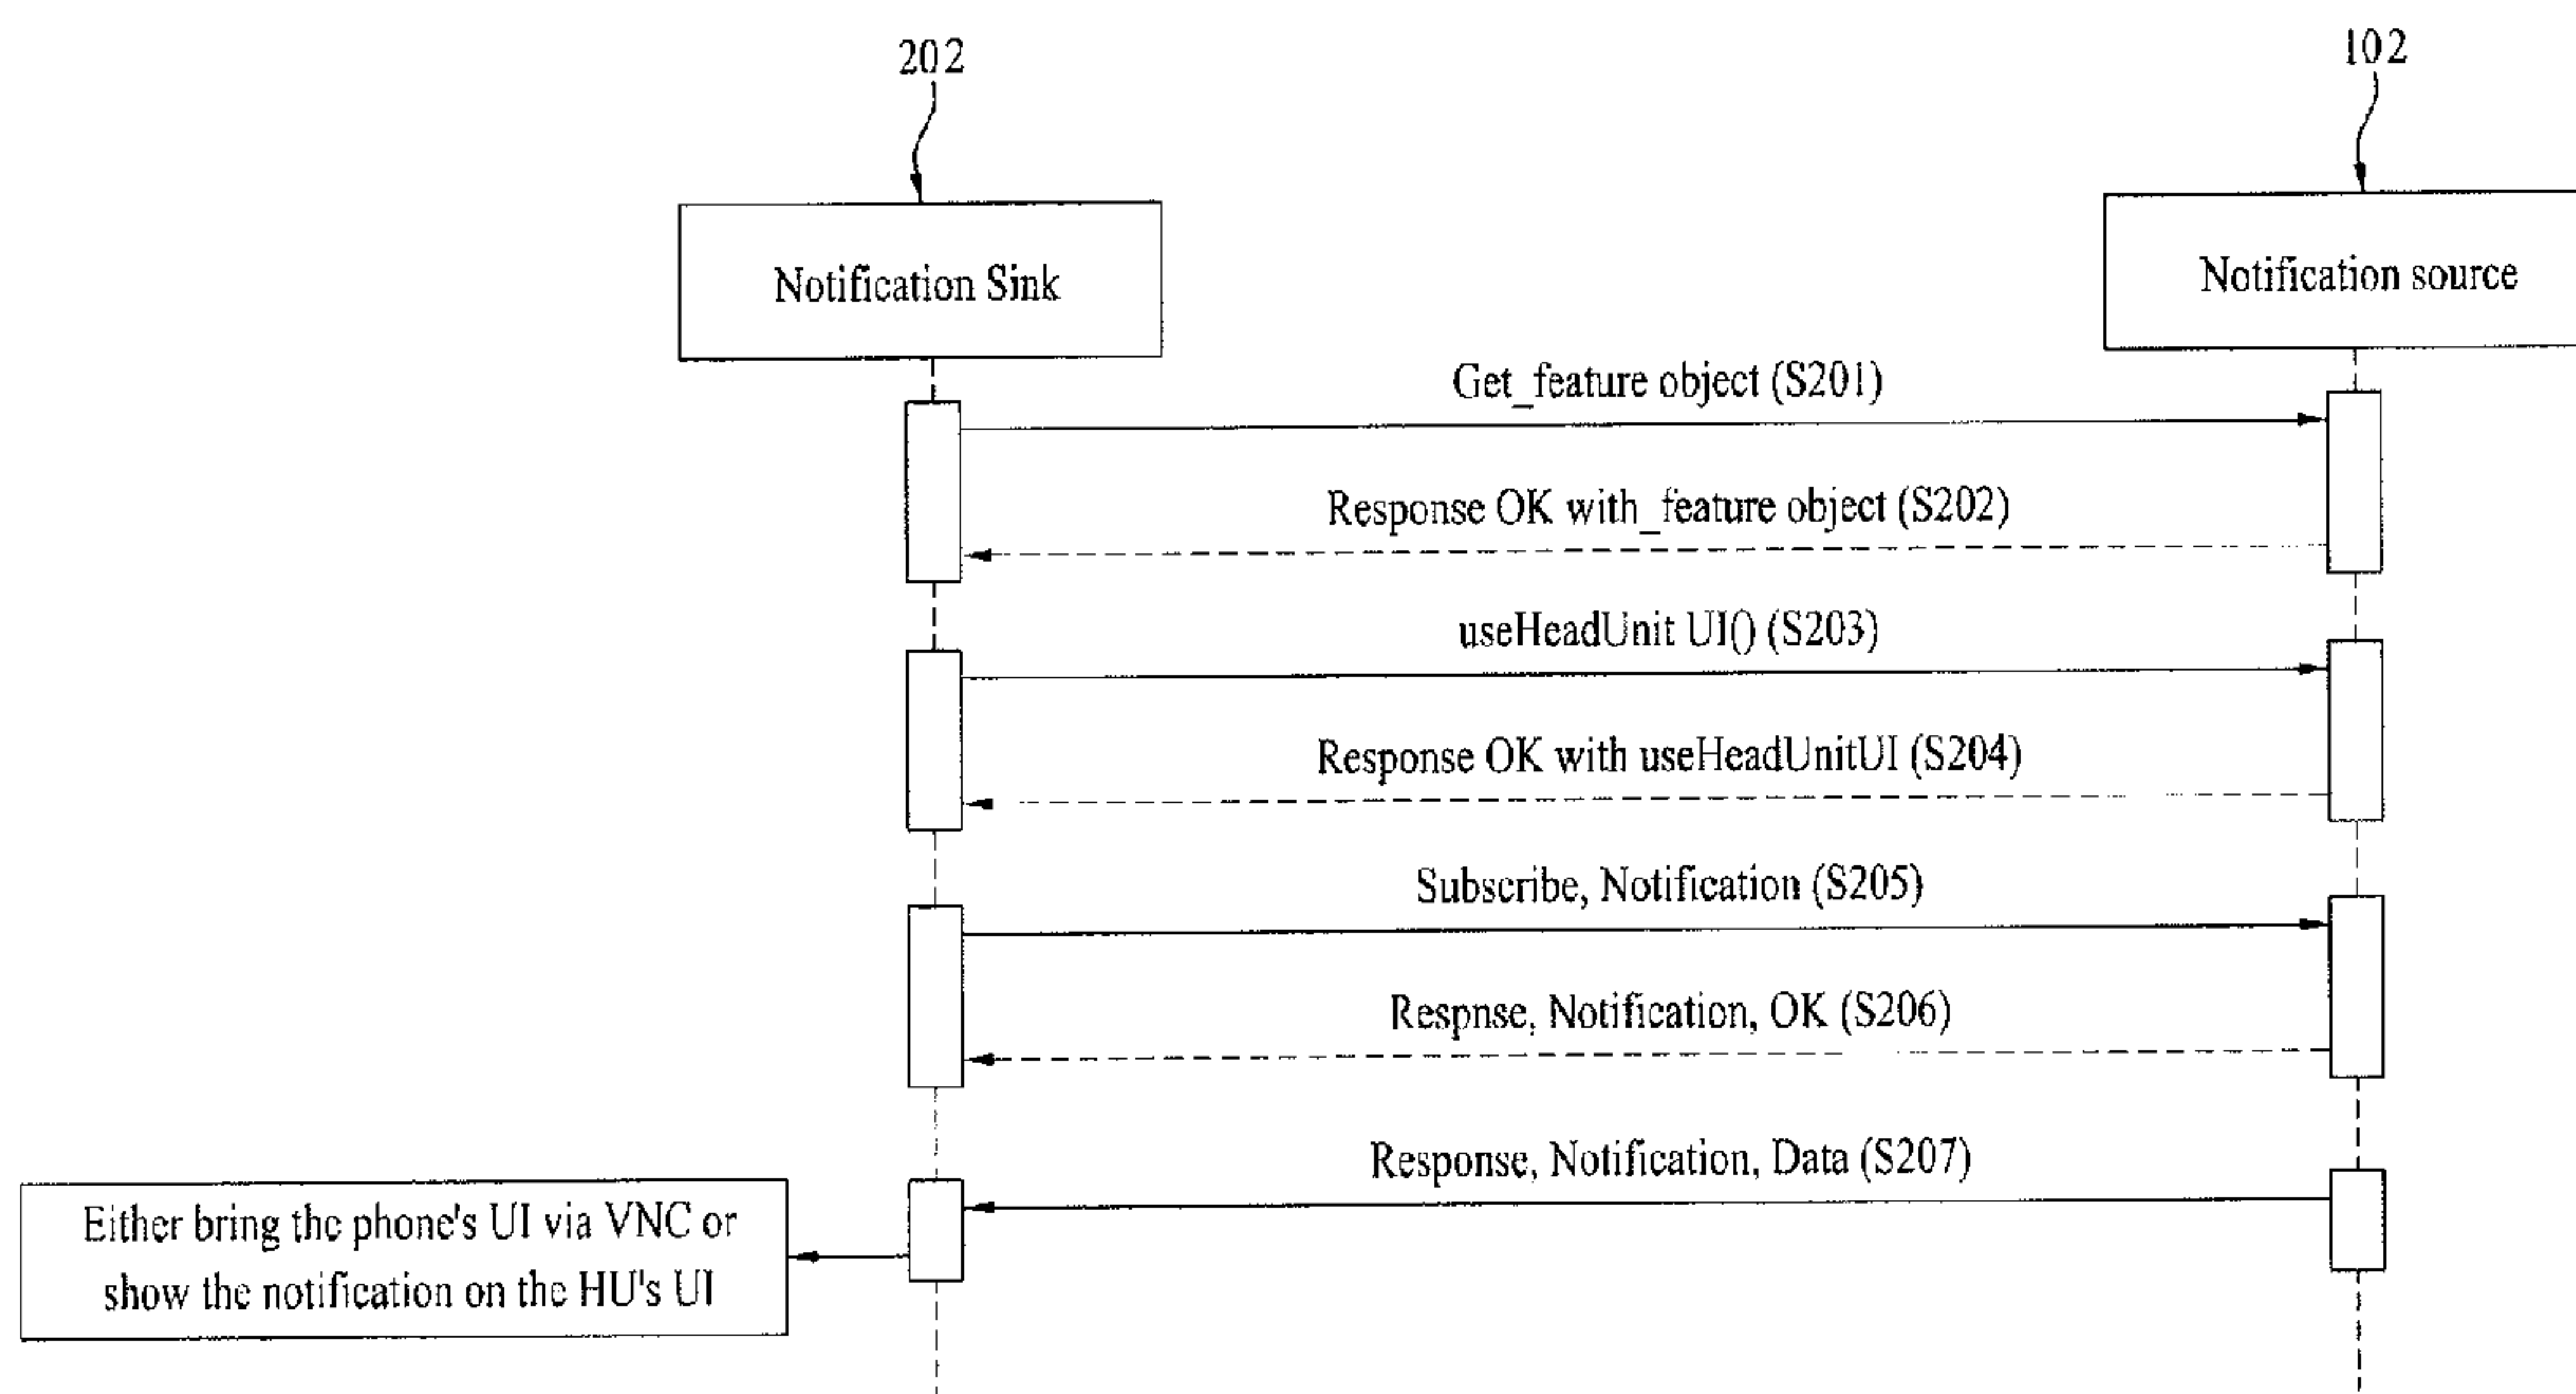 202
102
Notification Sink
Notification source
Get_feature object (S201)
Response OK with_feature object (S202)
useHeadUnit UI() (S203)
Response OK with useHeadUnitUI (S204)
Subscribe, Notification (S205)
Respnse, Notification, OK (S206)
Response, Notification, Data (S207)
Either bring the phone's UI via VNC or
show the notification on the HU's UI